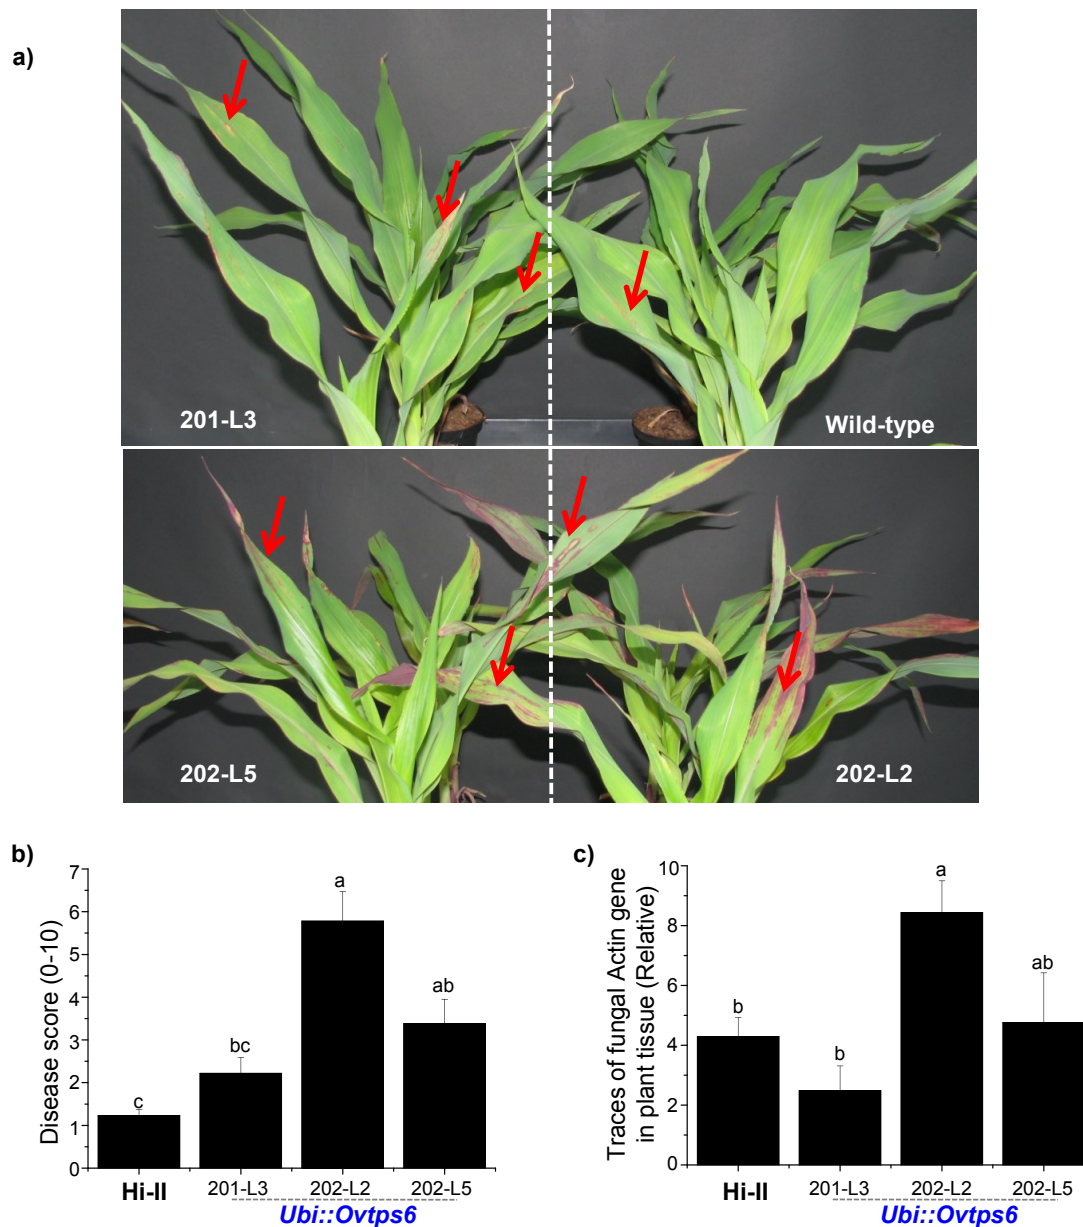 a)
201-L3
Wild-type
202-L5
202-L2
b)
Disease score (0-10)
7
6
5
4
3
2
1
0
c
bc
a
ab
Hi-II
201-L3
202-L2
202-L5
Ubi::Ovtps6
c)
Traces of fungal Actin gene
in plant tissue (Relative)
10
8
6
4
2
0
b
b
a
ab
Hi-II
201-L3
202-L2
202-L5
Ubi::Ovtps6